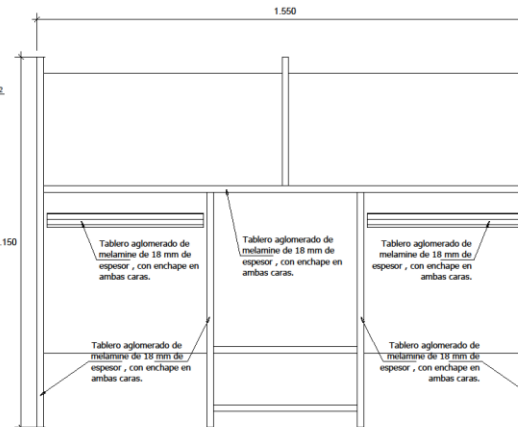 1.550
.150
Tablero aglomerado de
melamine de 18 mm de
espesor , con enchape en
ambas caras.
Tablero aglomerado de
melamine de 18 mm de
espesor , con enchape en
ambas caras.
Tablero aglomerado de
melamine de 18 mm de
espesor , con enchape en
ambas caras.
Tablero aglomerado de
melamine de 18 mm de
espesor , con enchape en
ambas caras.
Tablero aglomerado de
melamine de 18 mm de
espesor , con enchape en
ambas caras.